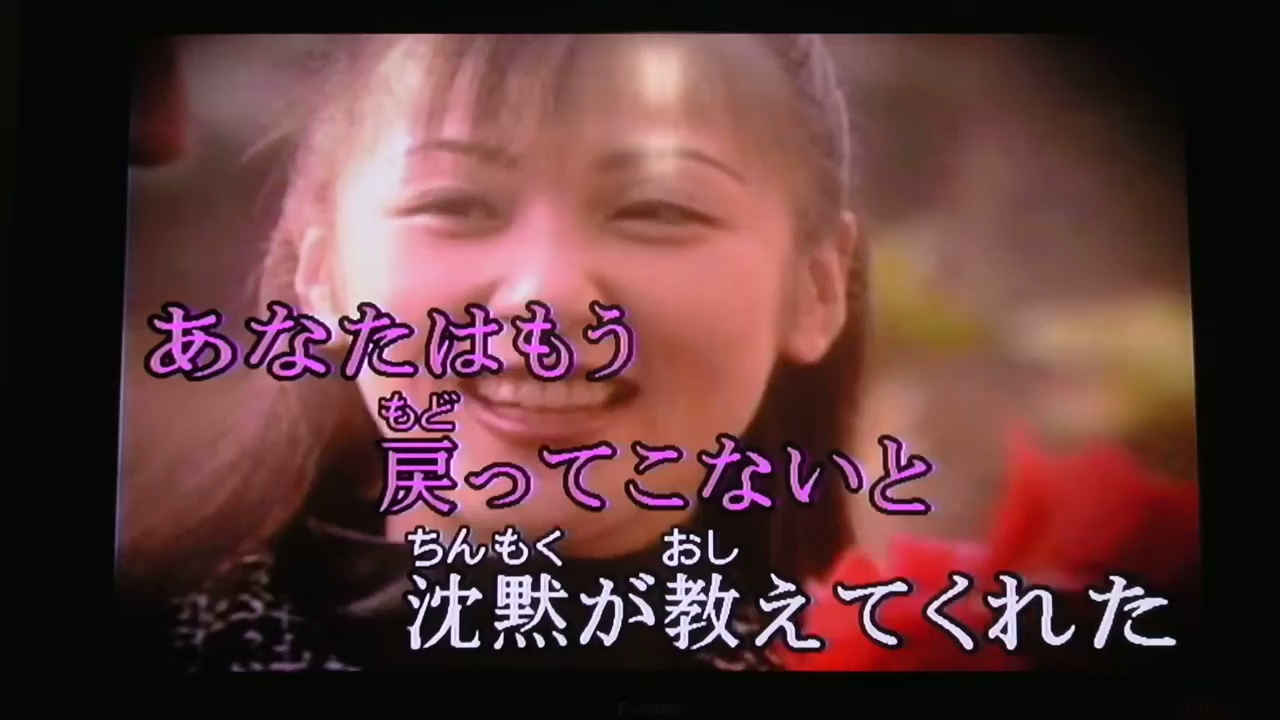 あなたはもう
もど
戻ってこないと
ちんもく おし
沈黙が教えてくれた